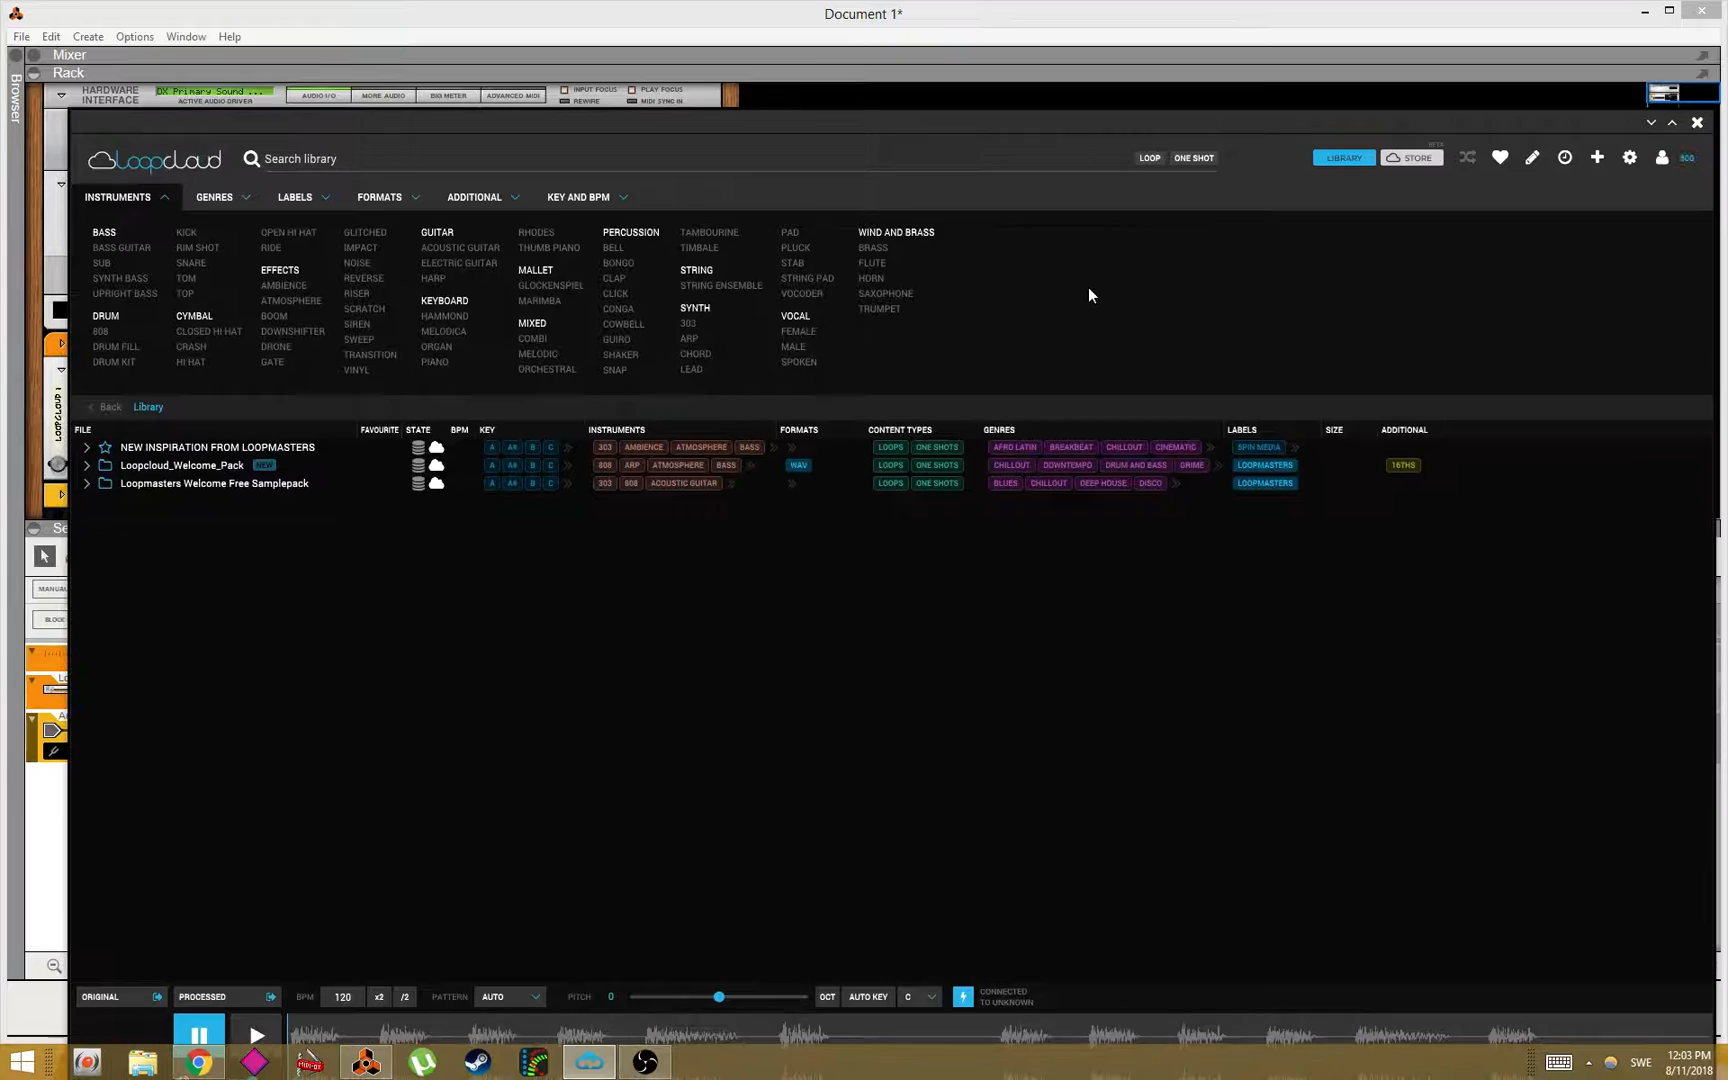 Document 1*
File Edit Create Options Window Help
Mixer
Rack
Browser
HARDWARE INTERFACE
DX Primary Sound ...
ACTIVE AUDIO DRIVER
AUDIO I/O MORE AUDIO BIG METER ADVANCED MIDI
INPUT FOCUS PLAY FOCUS
REWIRE MIDI SYNC IN
Loopcloud Search library LOOP ONE SHOT LIBRARY STORE BETA 300
INSTRUMENTS GENRES LABELS FORMATS ADDITIONAL KEY AND BPM
BASS KICK OPEN HI HAT GLITCHED GUITAR RHODES PERCUSSION TAMBOURINE PAD WIND AND BRASS
BASS GUITAR RIM SHOT RIDE IMPACT ACOUSTIC GUITAR THUMB PIANO BELL TIMBALE PLUCK BRASS
SUB SNARE EFFECTS NOISE ELECTRIC GUITAR MALLET BONGO STRING STAB FLUTE
SYNTH BASS TOM AMBIENCE REVERSE HARP GLOCKENSPIEL CLAP STRING ENSEMBLE STRING PAD HORN
UPRIGHT BASS TOP ATMOSPHERE RISER KEYBOARD MARIMBA CLICK SYNTH VOCODER SAXOPHONE
DRUM CYMBAL BOOM SCRATCH HAMMOND MIXED CONGA 303 VOCAL TRUMPET
808 CLOSED HI HAT DOWNSHIFTER SIREN MELODICA COMBI COWBELL ARP FEMALE
DRUM FILL CRASH DRONE SWEEP ORGAN MELODIC GUIRO CHORD MALE
DRUM KIT HI HAT GATE TRANSITION PIANO ORCHESTRAL SHAKER LEAD SPOKEN
VINYL SNAP
Back Library
FILE FAVOURITE STATE BPM KEY INSTRUMENTS FORMATS CONTENT TYPES GENRES LABELS SIZE ADDITIONAL
NEW INSPIRATION FROM LOOPMASTERS A A# B C 303 AMBIENCE ATMOSPHERE BASS LOOPS ONE SHOTS AFRO LATIN BREAKBEAT CHILLOUT CINEMATIC 5PIN MEDIA
Loopcloud_Welcome_Pack NEW A A# B C 808 ARP ATMOSPHERE BASS WAV LOOPS ONE SHOTS CHILLOUT DOWNTEMPO DRUM AND BASS GRIME LOOPMASTERS 16THS
Loopmasters Welcome Free Samplepack A A# B C 303 808 ACOUSTIC GUITAR LOOPS ONE SHOTS BLUES CHILLOUT DEEP HOUSE DISCO LOOPMASTERS
Se
MANUAL
BLOC
ORIGINAL PROCESSED BPM 120 x2 /2 PATTERN AUTO PITCH 0 OCT AUTO KEY C CONNECTED
TO UNKNOWN
MIDI-OX
SWE
12:03 PM
8/11/2018